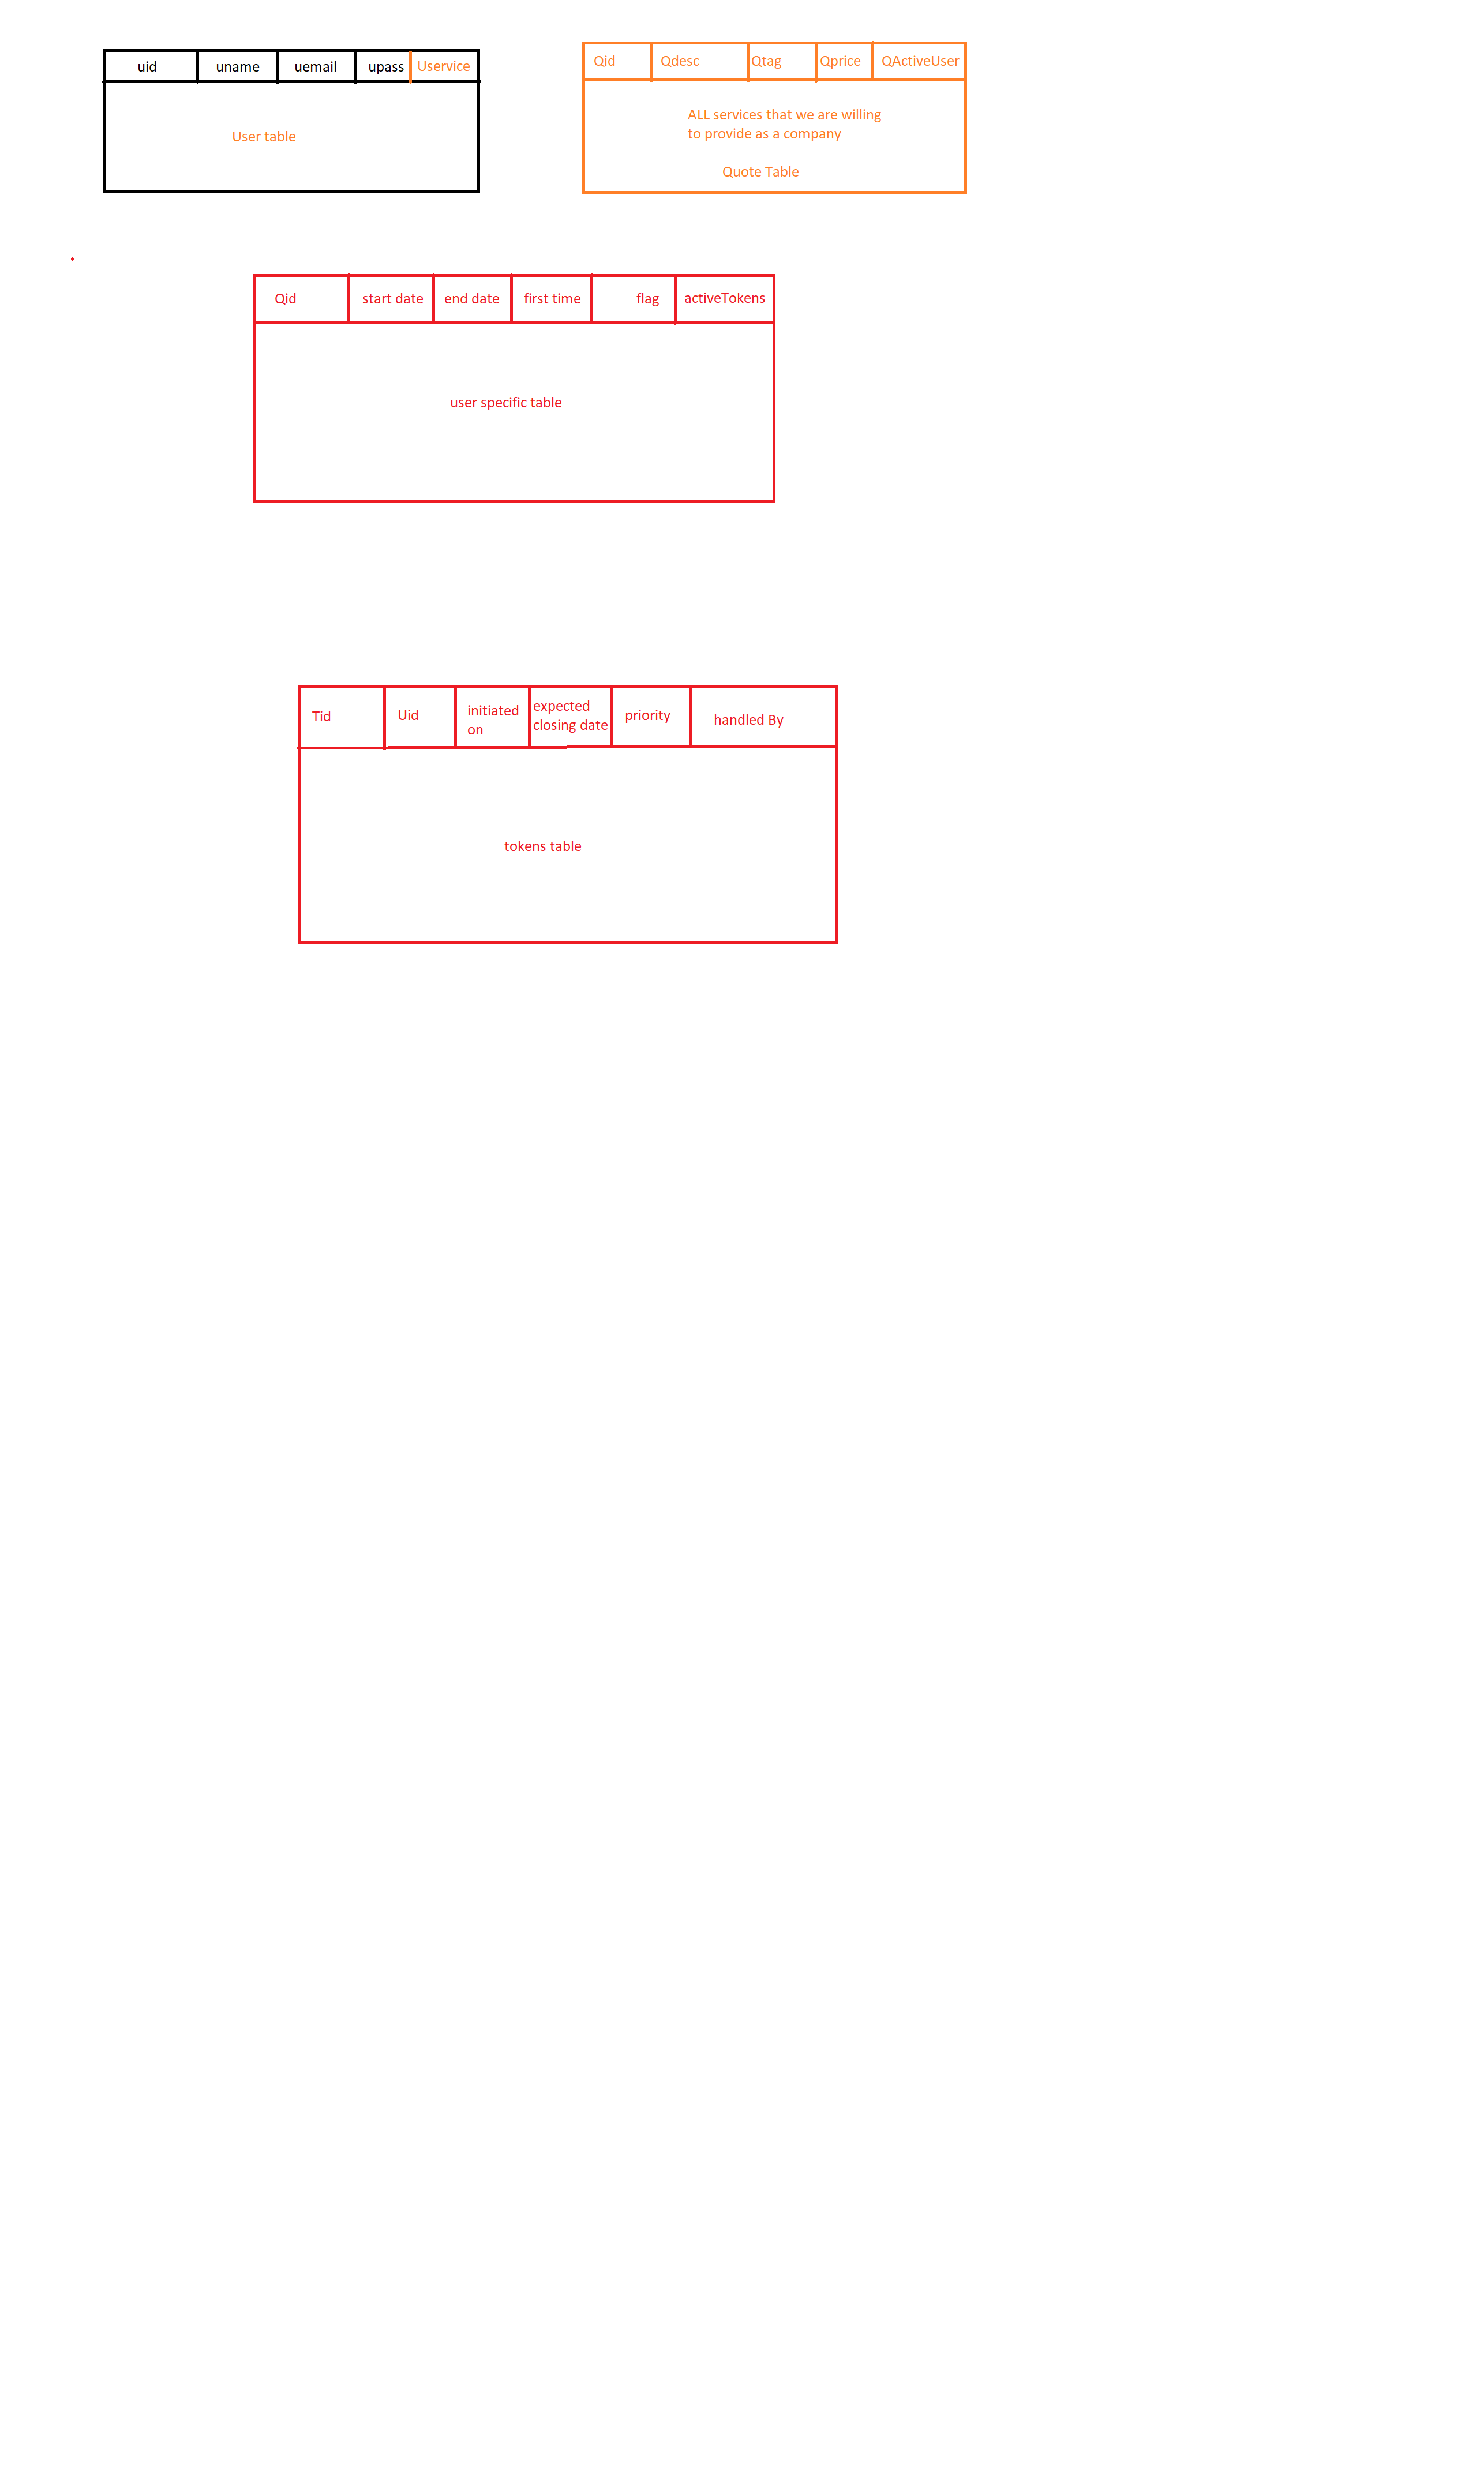 uid uname uemail upass Uservice
User table
Qid Qdesc Qtag Qprice QActiveUser
ALL services that we are willing
to provide as a company
Quote Table
Qid start date end date first time flag activeTokens
user specific table
Tid Uid initiated on expected closing date priority handled By
tokens table